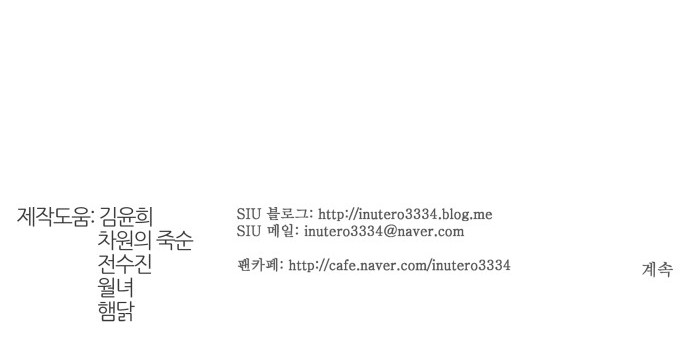 제작도움: 김윤희
차원의 죽순
전수진
월녀
햄닭
SIU 블로그: http://inutero3334.blog.me
SIU 메일: inutero3334@naver.com
팬카페: http://cafe.naver.com/inutero3334
계속